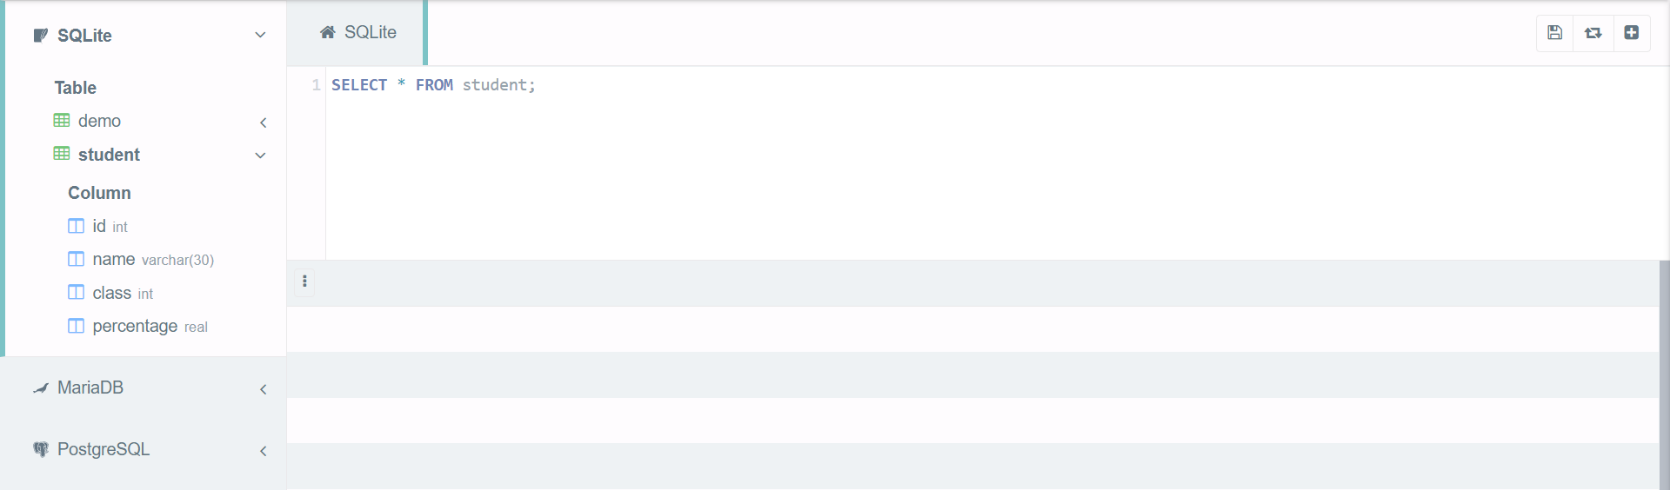 SQLite
Table
demo
student
Column
id int
name varchar(30)
class int
percentage real
MariaDB
PostgreSQL
SQLite
1 SELECT * FROM student;